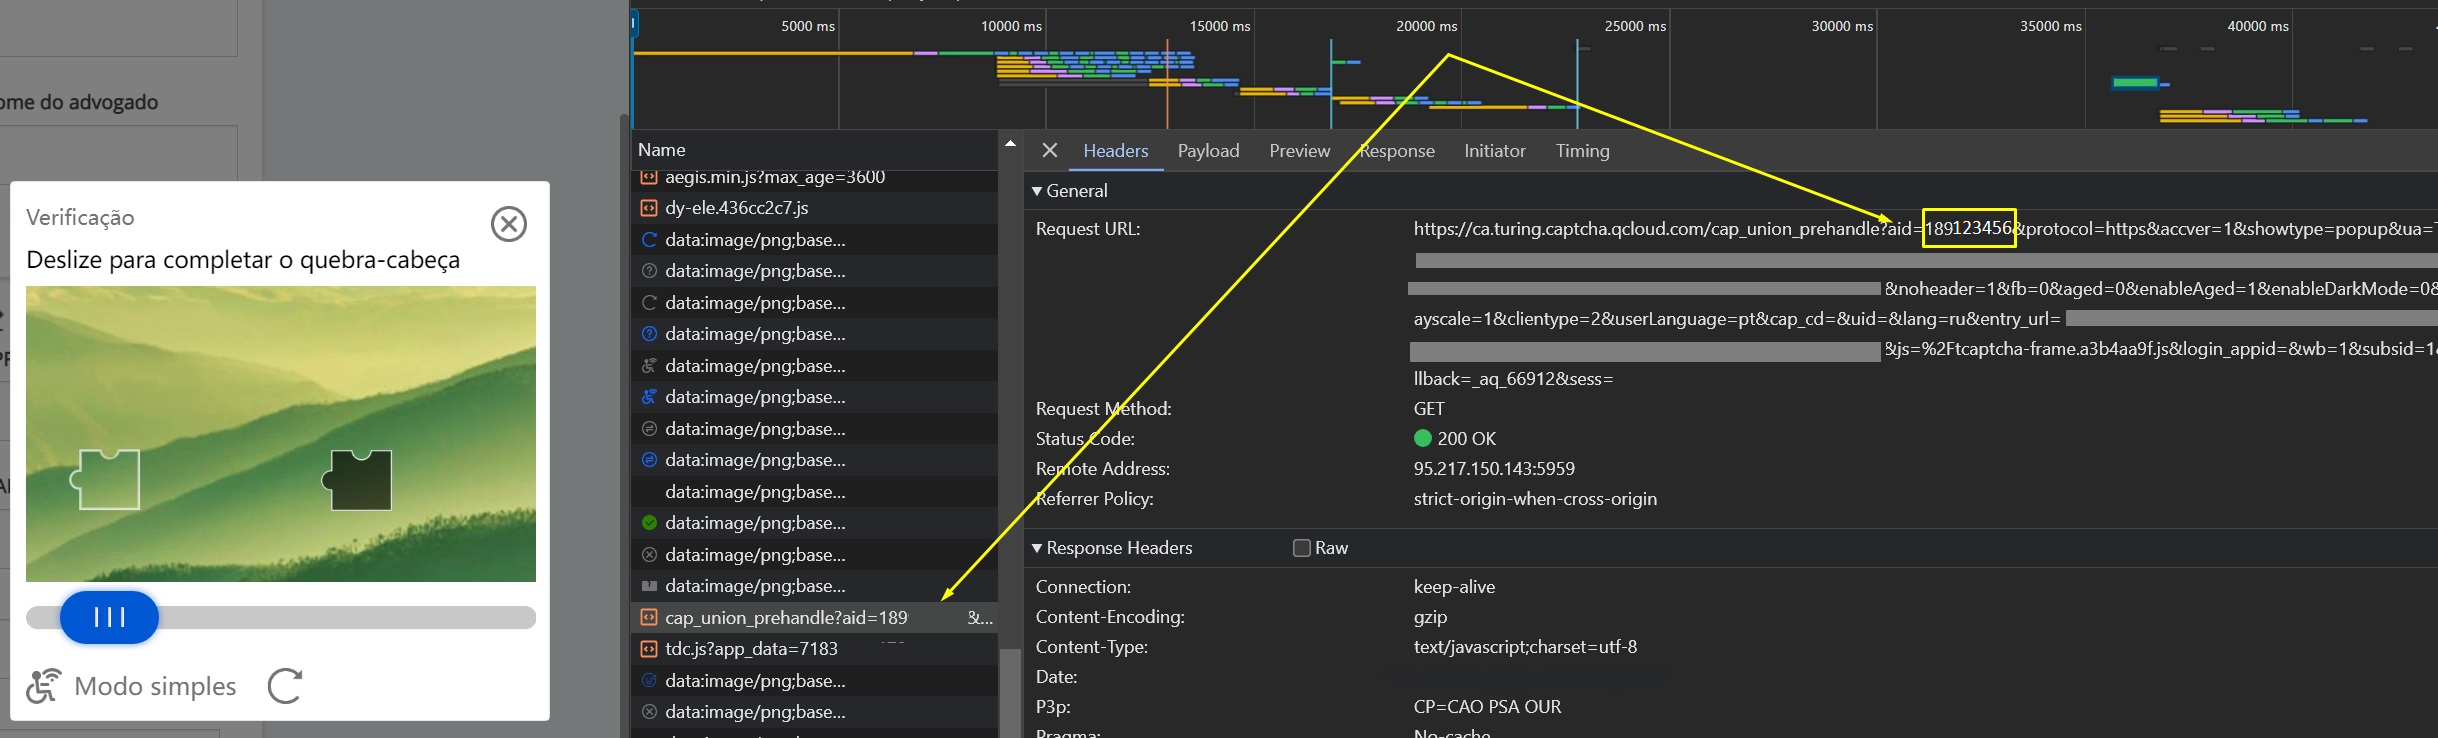 ome do advogado
Verificação
Deslize para completar o quebra-cabeça
Modo simples
5000 ms
10000 ms
15000 ms
20000 ms
25000 ms
30000 ms
35000 ms
40000 ms
Name
aegis.min.js?max_age=3600
dy-ele.436cc2c7.js
data:image/png;base...
data:image/png;base...
data:image/png;base...
data:image/png;base...
data:image/png;base...
data:image/png;base...
data:image/png;base...
data:image/png;base...
data:image/png;base...
data:image/png;base...
data:image/png;base...
data:image/png;base...
cap_union_prehandle?aid=189 &...
tdc.js?app_data=7183
data:image/png;base...
data:image/png;base...
Headers Payload Preview Response Initiator Timing
General
Request URL: https://ca.turing.captcha.qcloud.com/cap_union_prehandle?aid=189123456&protocol=https&accver=1&showtype=popup&ua=
&noheader=1&fb=0&aged=0&enableAged=1&enableDarkMode=0&
ayscale=1&clientype=2&userLanguage=pt&cap_cd=&uid=&lang=ru&entry_url=
&js=%2Ftcaptcha-frame.a3b4aa9f.js&login_appid=&wb=1&subsid=1&
llback=_aq_66912&sess=
Request Method: GET
Status Code: 200 OK
Remote Address: 95.217.150.143:5959
Referrer Policy: strict-origin-when-cross-origin
Response Headers Raw
Connection: keep-alive
Content-Encoding: gzip
Content-Type: text/javascript;charset=utf-8
Date:
P3p: CP=CAO PSA OUR
Pragma: No-cache